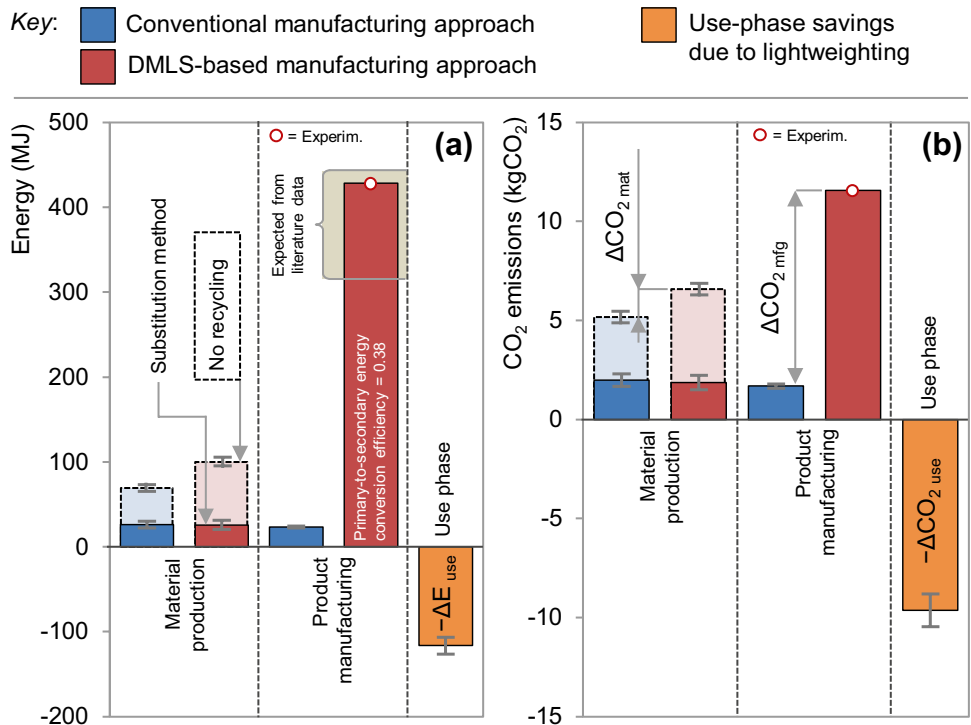 Key:
Conventional manufacturing approach
DMLS-based manufacturing approach
Use-phase savings
due to lightweighting
Energy (MJ)
500
400
300
200
100
0
-100
-200
(a)
= Experim.
Expected from
literature data
Substitution method
No recycling
Primary-to-secondary energy
conversion efficiency = 0.38
Use phase
Material
production
Product
manufacturing
−ΔE use
CO2 emissions (kgCO2)
15
10
5
0
-5
-10
-15
(b)
= Experim.
ΔCO2 mat
ΔCO2 mfg
Use phase
Material
production
Product
manufacturing
−ΔCO2 use